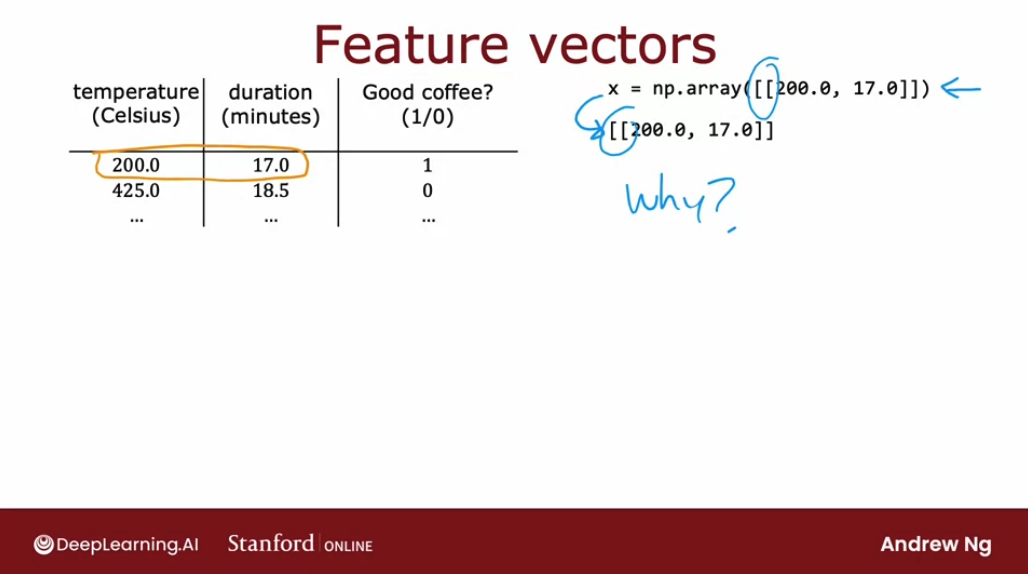 Feature vectors
temperature (Celsius) duration (minutes) Good coffee? (1/0)
200.0 17.0 1
425.0 18.5 0
... ... ...
x = np.array([[200.0, 17.0]])
[[200.0, 17.0]]
Why?
DeepLearning.AI Stanford ONLINE Andrew Ng